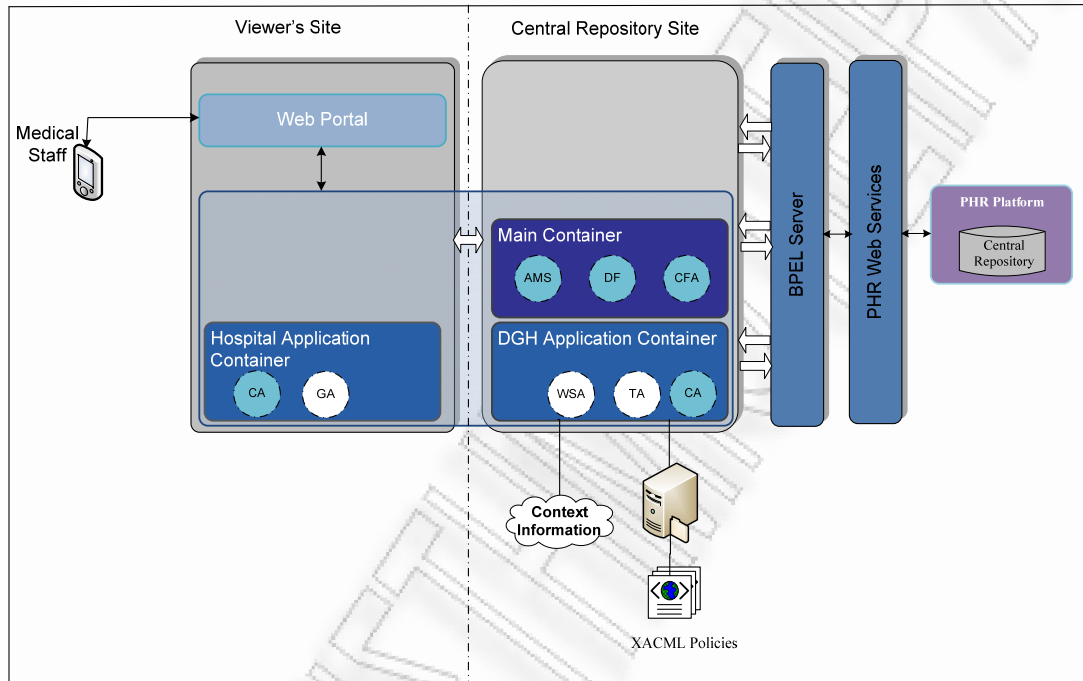 Viewer's Site
Central Repository Site
Web Portal
Medical
Staff
Main Container
AMS
DF
CFA
Hospital Application
Container
CA
GA
DGH Application Container
WSA
TA
CA
BPEL Server
PHR Web Services
PHR Platform
Central
Repository
Context
Information
XACML Policies